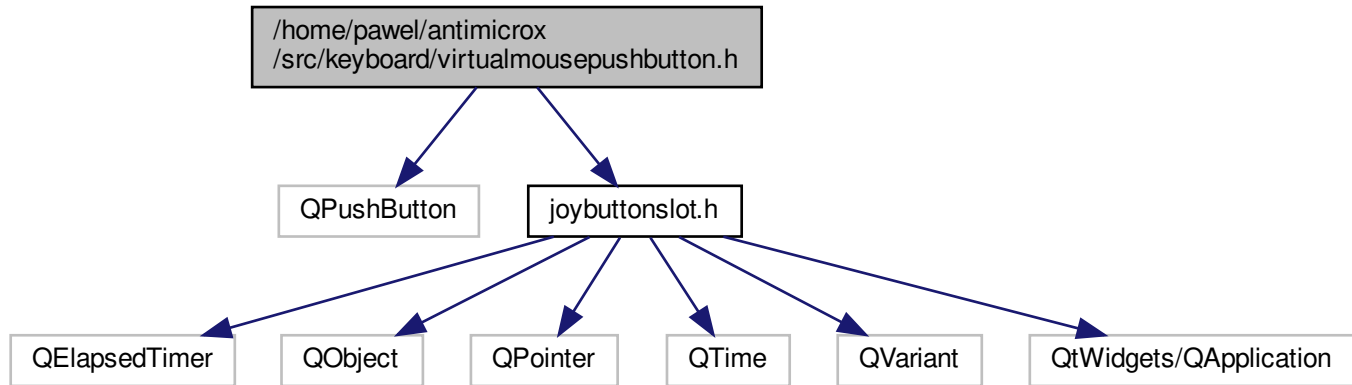 /home/pawel/antimicrox
/src/keyboard/virtualmousepushbutton.h
QPushButton
joybuttonslot.h
QElapsedTimer
QObject
QPointer
QTime
QVariant
QtWidgets/QApplication